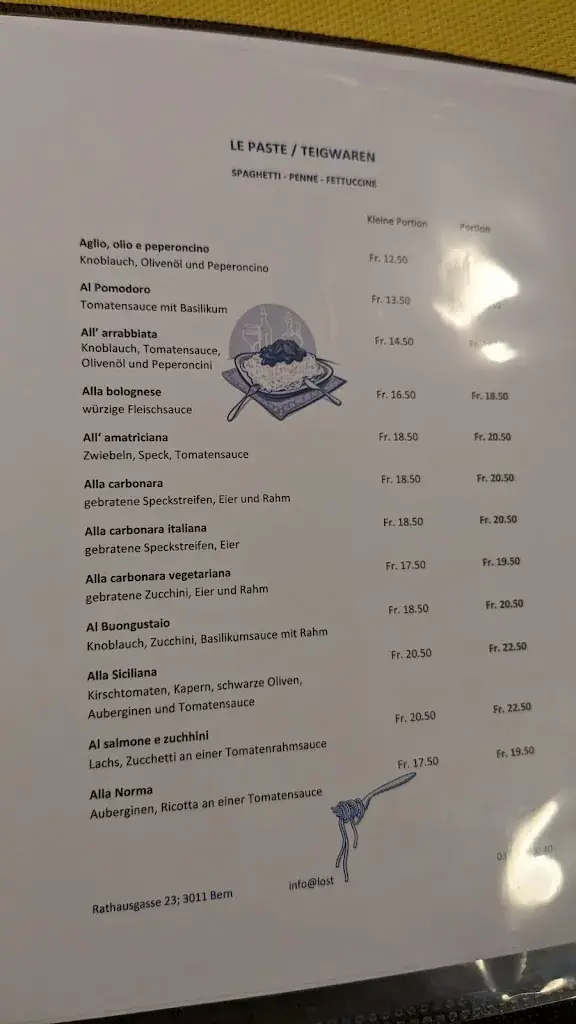 LE PASTE / TEIGWAREN
SPAGHETTI - PENNE - FETTUCCINE
Kleine Portion Portion
Aglio, olio e peperoncino
Knoblauch, Olivenöl und Peperoncino Fr. 12.50
Al Pomodoro
Tomatensauce mit Basilikum Fr. 13.50
All' arrabbiata
Knoblauch, Tomatensauce, Fr. 14.50 Fr.
Olivenöl und Peperoncini
Alla bolognese Fr. 16.50 Fr. 18.50
würzige Fleischsauce
All' amatriciana Fr. 18.50 Fr. 20.50
Zwiebeln, Speck, Tomatensauce
Alla carbonara Fr. 18.50 Fr. 20.50
gebratene Speckstreifen, Eier und Rahm
Alla carbonara italiana Fr. 18.50 Fr. 20.50
gebratene Speckstreifen, Eier
Alla carbonara vegetariana Fr. 17.50 Fr. 19.50
gebratene Zucchini, Eier und Rahm
Al Buongustaio Fr. 18.50 Fr. 20.50
Knoblauch, Zucchini, Basilikumsauce mit Rahm
Alla Siciliana Fr. 20.50 Fr. 22.50
Kirschtomaten, Kapern, schwarze Oliven,
Auberginen und Tomatensauce
Al salmone e zuchhini Fr. 20.50 Fr. 22.50
Lachs, Zucchetti an einer Tomatenrahmsauce
Alla Norma Fr. 17.50 Fr. 19.50
Auberginen, Ricotta an einer Tomatensauce
Rathausgasse 23; 3011 Bern info@lost